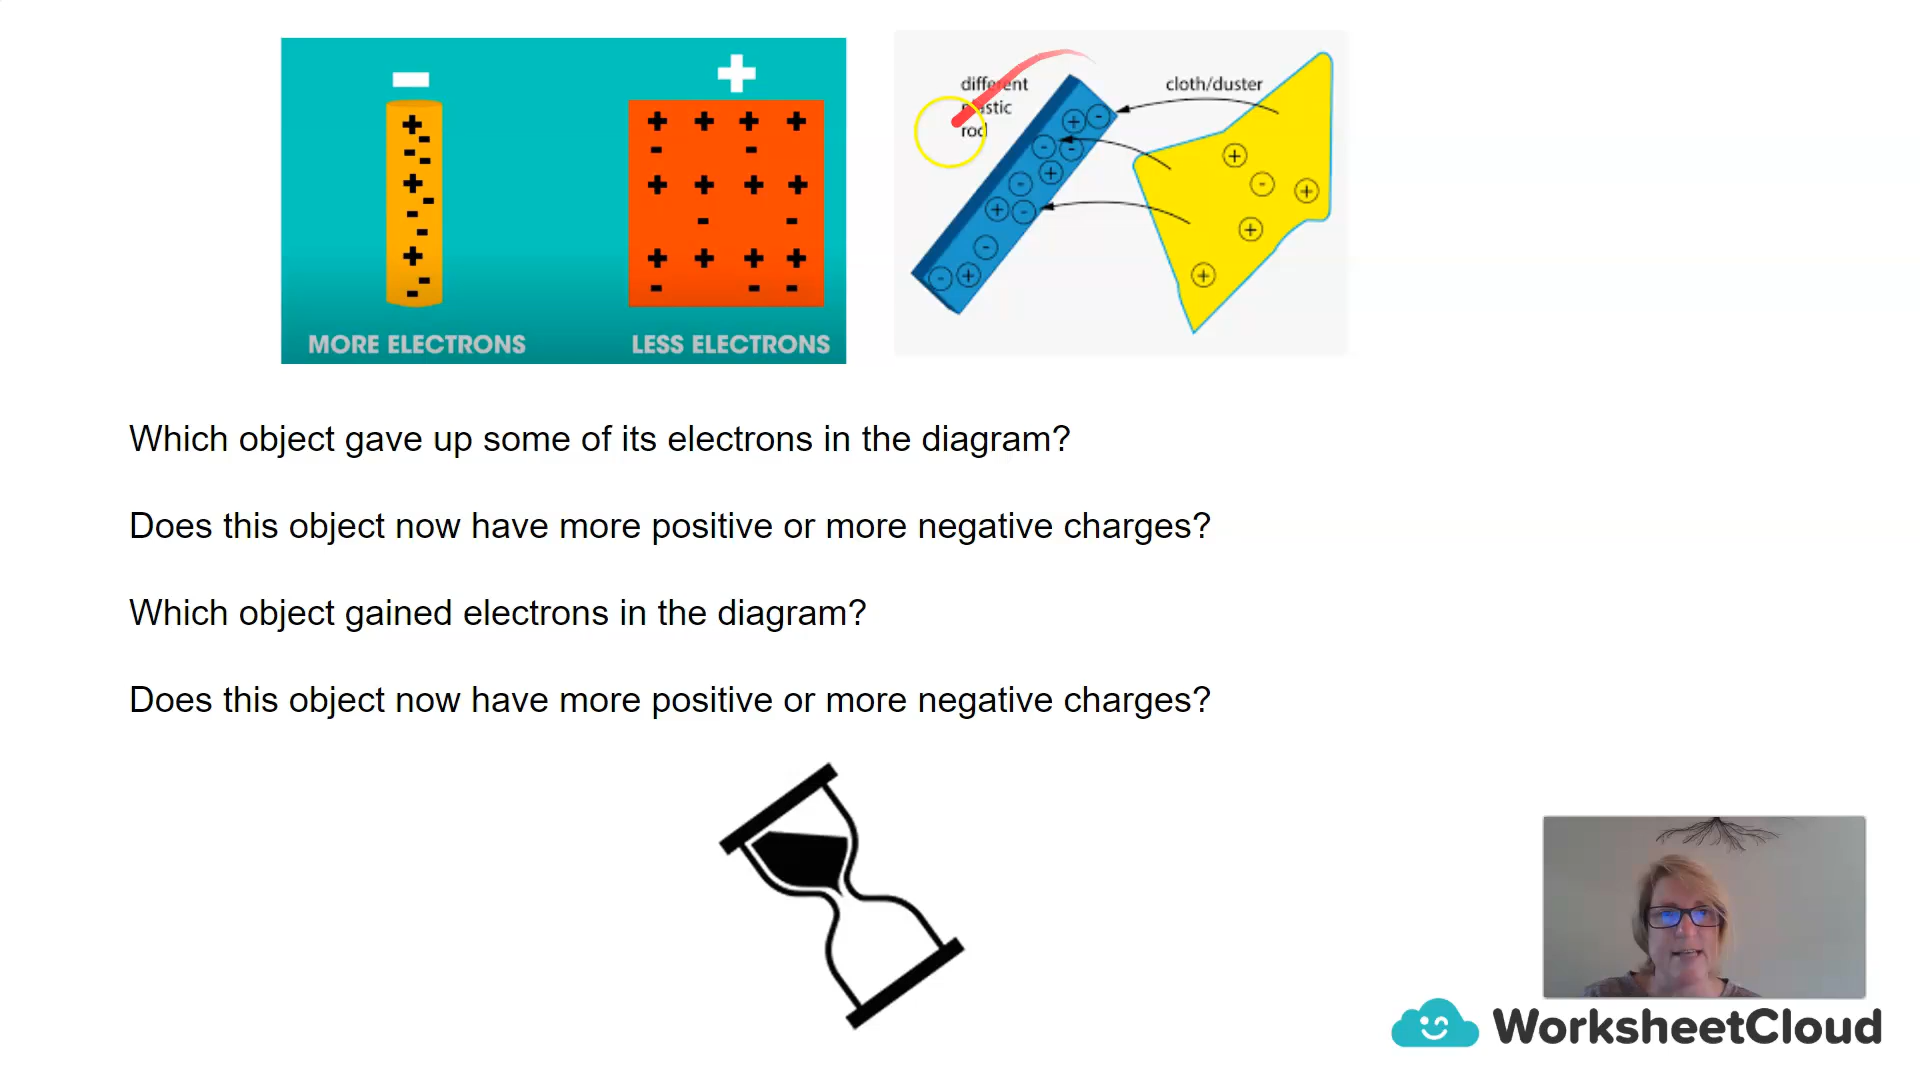 MORE ELECTRONS
LESS ELECTRONS
different
plastic
rod
cloth/duster
Which object gave up some of its electrons in the diagram?
Does this object now have more positive or more negative charges?
Which object gained electrons in the diagram?
Does this object now have more positive or more negative charges?
WorksheetCloud